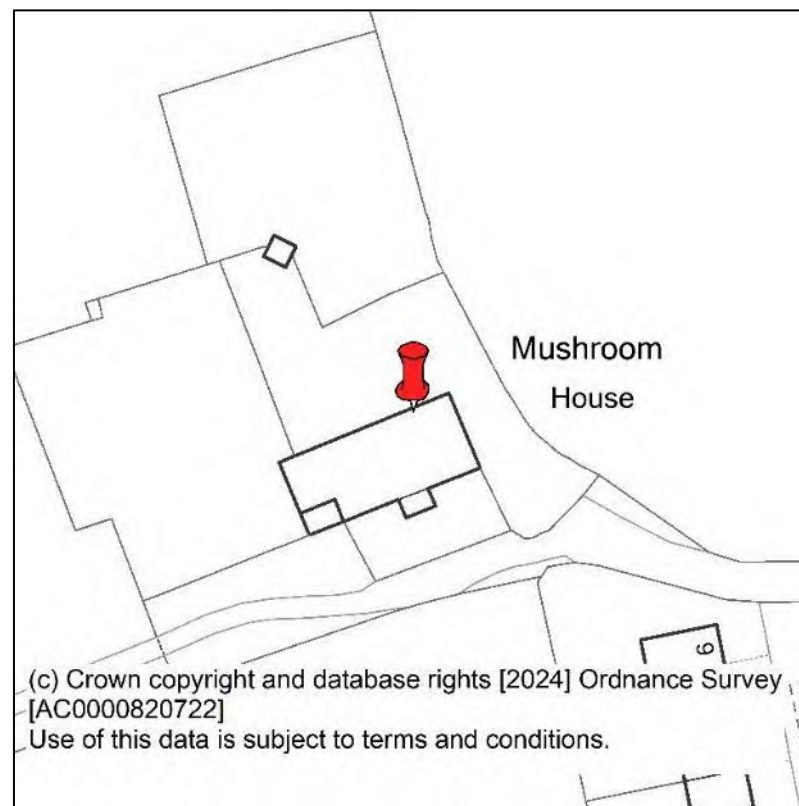 Mushroom
House
6
(c) Crown copyright and database rights [2024] Ordnance Survey
[AC0000820722]
Use of this data is subject to terms and conditions.